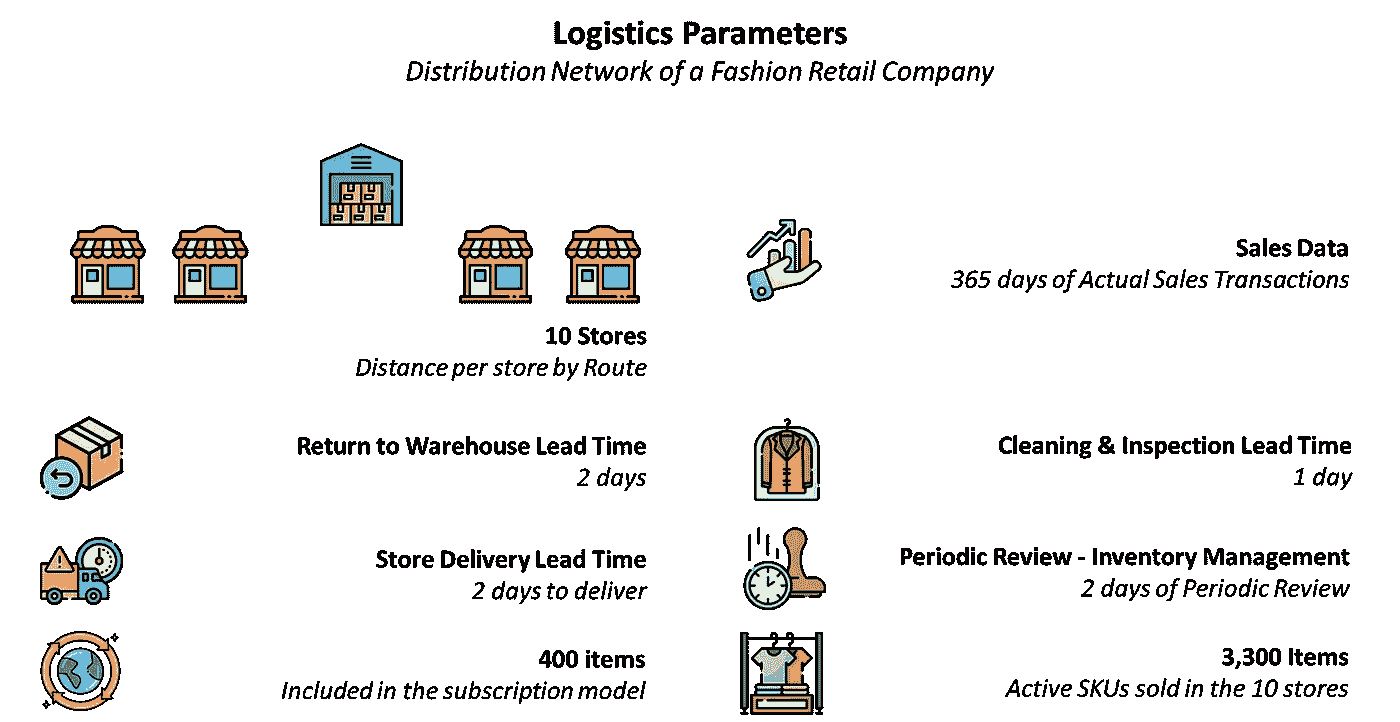 Logistics Parameters
Distribution Network of a Fashion Retail Company
10 Stores
Distance per store by Route
Sales Data
365 days of Actual Sales Transactions
Return to Warehouse Lead Time
2 days
Cleaning & Inspection Lead Time
1 day
Store Delivery Lead Time
2 days to deliver
Periodic Review - Inventory Management
2 days of Periodic Review
400 items
Included in the subscription model
3,300 Items
Active SKUs sold in the 10 stores